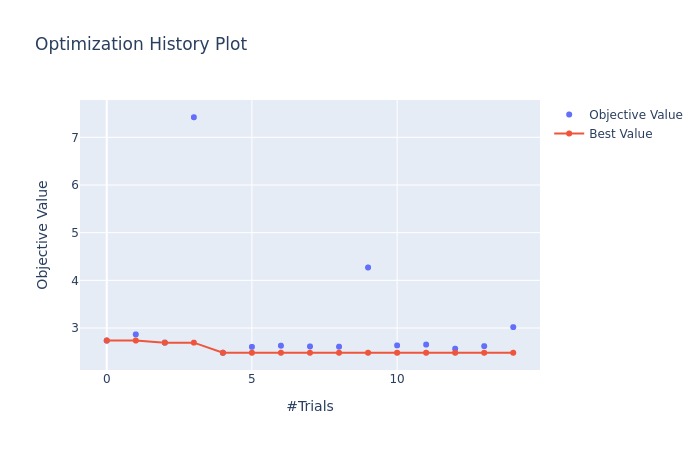 Optimization History Plot
Objective Value
Best Value
7
6
5
4
3
Objective Value
0
5
10
#Trials